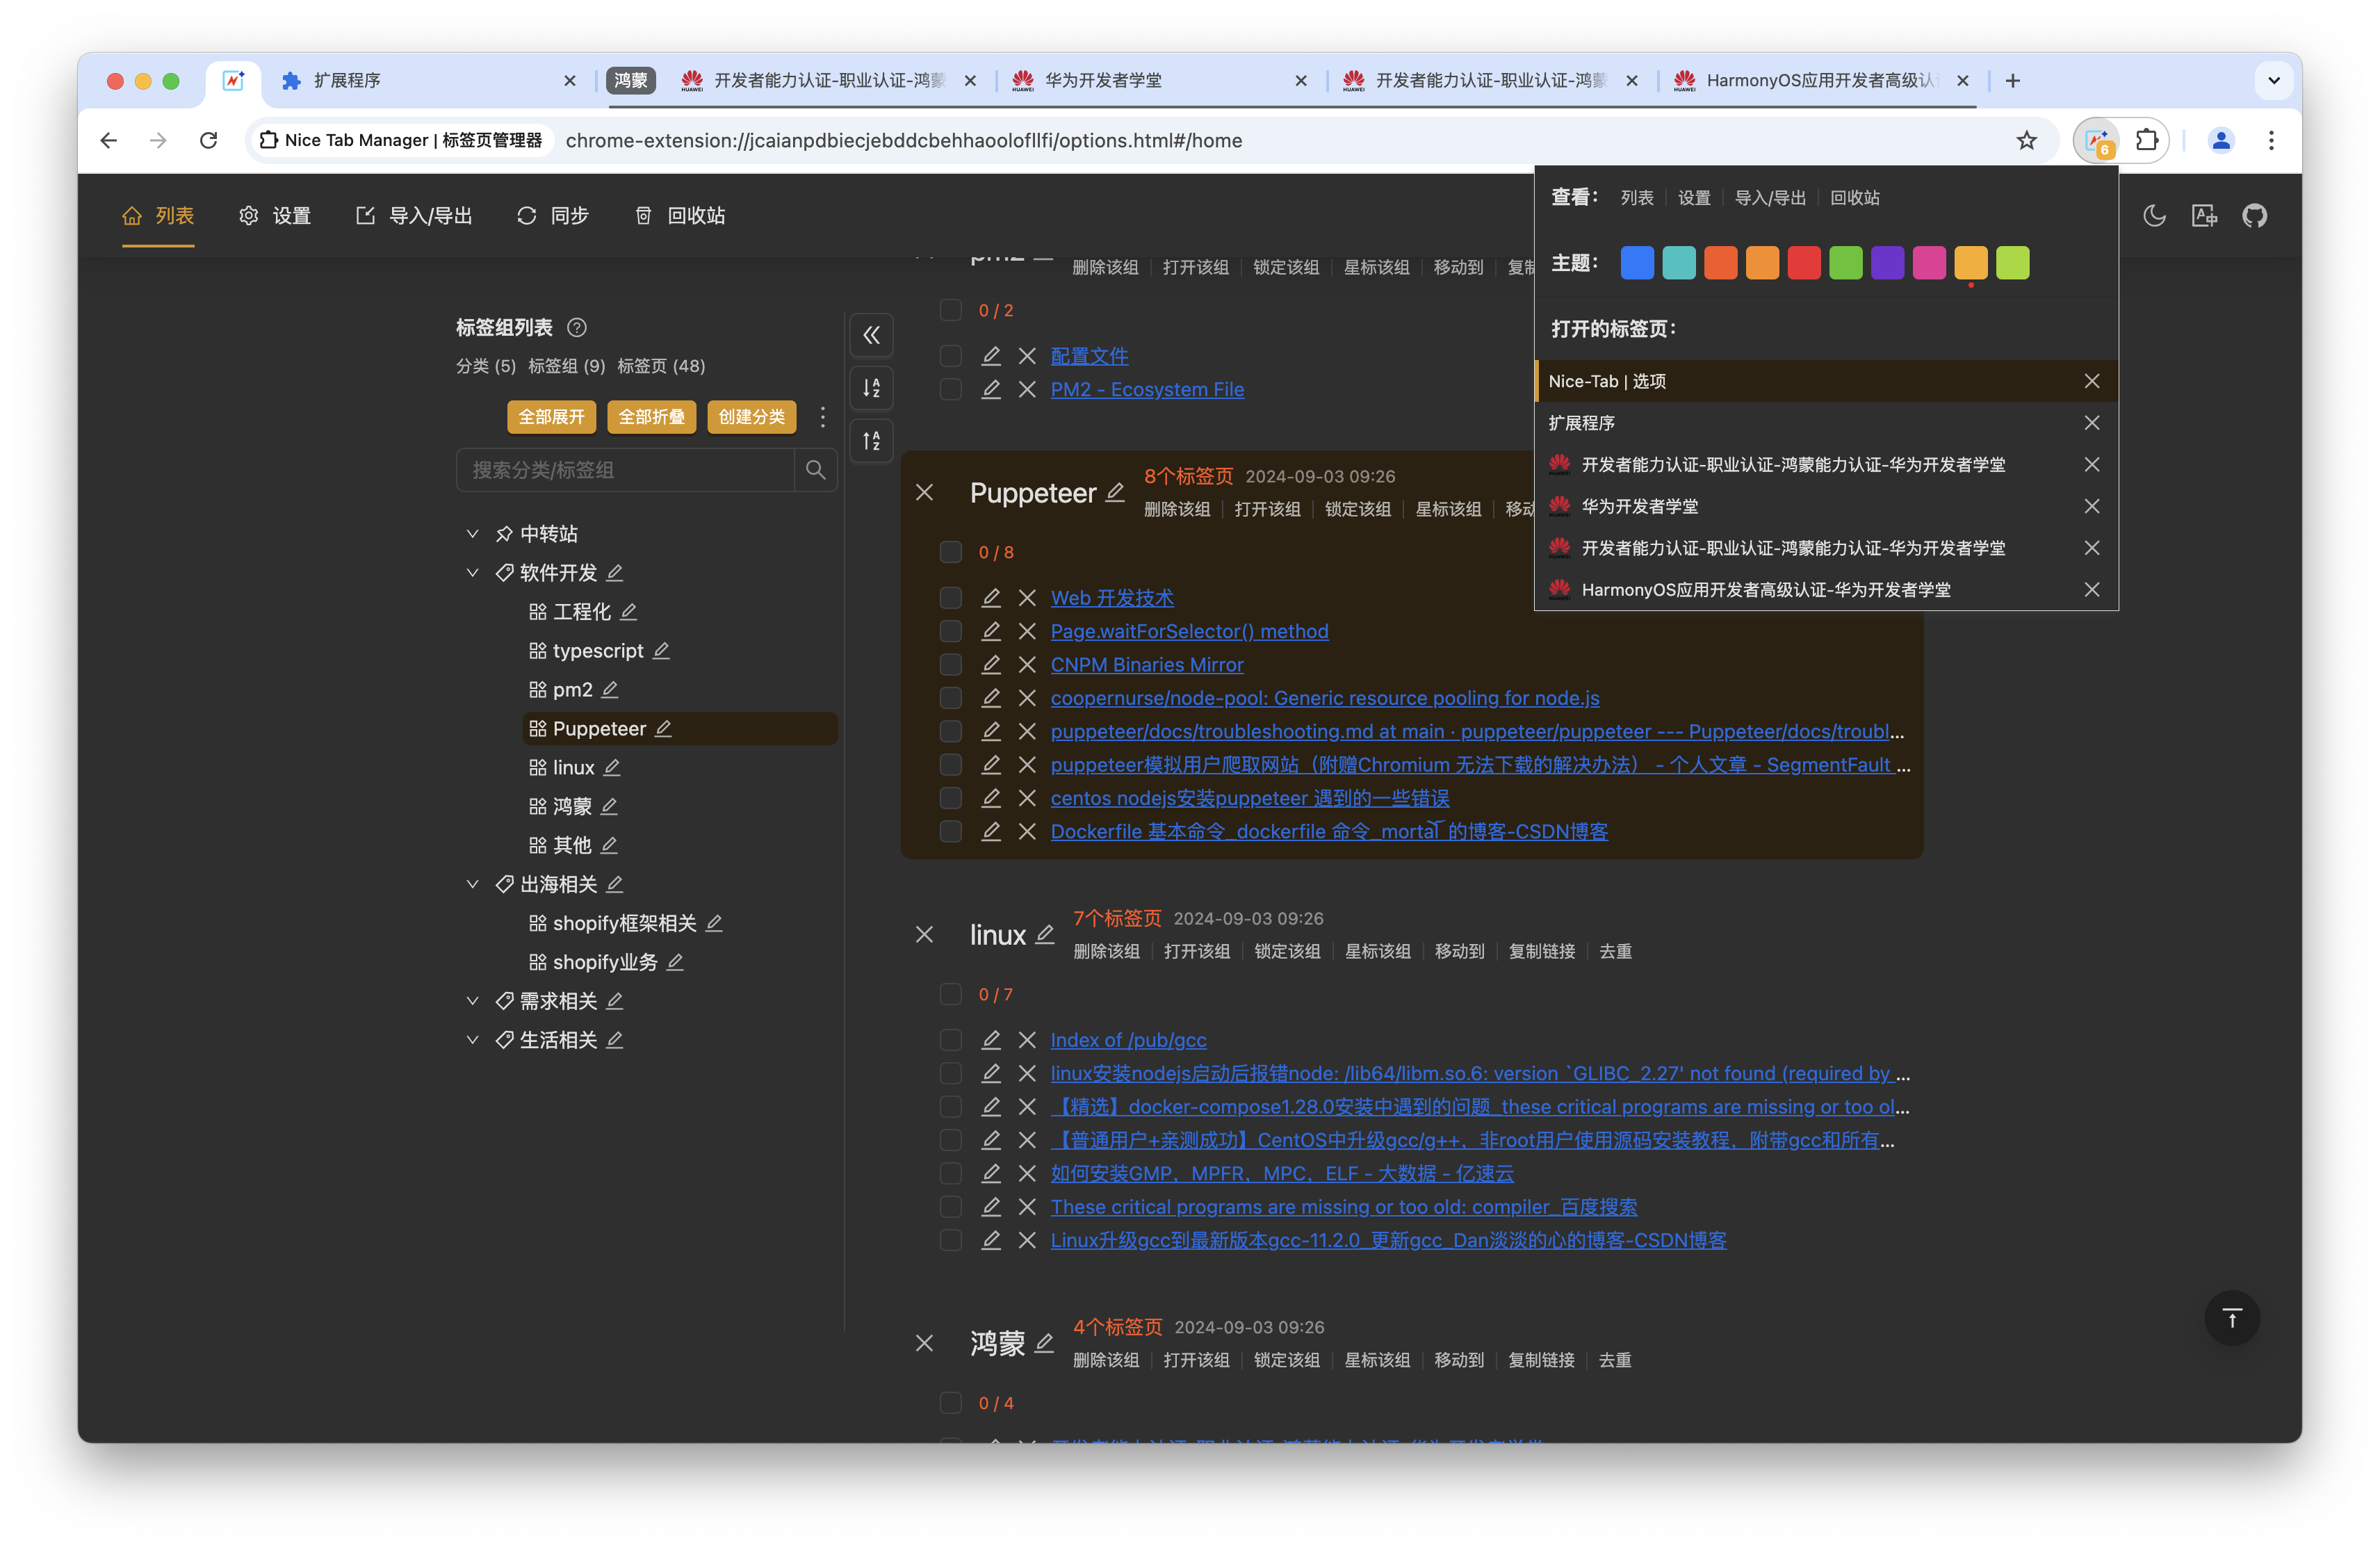 扩展程序
鸿蒙
开发者能力认证-职业认证-鸿蒙
华为开发者学堂
开发者能力认证-职业认证-鸿蒙
HarmonyOS应用开发者高级认
Nice Tab Manager | 标签页管理器
chrome-extension://jcaianpdbiecjebddcbehhaoolofllfi/options.html#/home
6
列表
设置
导入/导出
同步
回收站
查看：
列表
设置
导入/导出
回收站
主题：
打开的标签页：
Nice-Tab | 选项
扩展程序
开发者能力认证-职业认证-鸿蒙能力认证-华为开发者学堂
华为开发者学堂
开发者能力认证-职业认证-鸿蒙能力认证-华为开发者学堂
HarmonyOS应用开发者高级认证-华为开发者学堂
标签组列表
分类 (5) 标签组 (9) 标签页 (48)
全部展开
全部折叠
创建分类
搜索分类/标签组
中转站
软件开发
工程化
typescript
pm2
Puppeteer
linux
鸿蒙
其他
出海相关
shopify框架相关
shopify业务
需求相关
生活相关
pm2
删除该组 打开该组 锁定该组 星标该组 移动到 复制
0 / 2
配置文件
PM2 - Ecosystem File
Puppeteer
8个标签页 2024-09-03 09:26
删除该组 打开该组 锁定该组 星标该组 移动
0 / 8
Web 开发技术
Page.waitForSelector() method
CNPM Binaries Mirror
coopernurse/node-pool: Generic resource pooling for node.js
puppeteer/docs/troubleshooting.md at main · puppeteer/puppeteer --- Puppeteer/docs/troubl...
puppeteer模拟用户爬取网站（附赠Chromium 无法下载的解决办法） - 个人文章 - SegmentFault ...
centos nodejs安装puppeteer 遇到的一些错误
Dockerfile 基本命令_dockerfile 命令_mortal 的博客-CSDN博客
linux
7个标签页 2024-09-03 09:26
删除该组 打开该组 锁定该组 星标该组 移动到 复制链接 去重
0 / 7
Index of /pub/gcc
linux安装nodejs启动后报错node: /lib64/libm.so.6: version `GLIBC_2.27' not found (required by ...
【精选】docker-compose1.28.0安装中遇到的问题_these critical programs are missing or too ol...
【普通用户+亲测成功】CentOS中升级gcc/g++，非root用户使用源码安装教程，附带gcc和所有...
如何安装GMP，MPFR，MPC，ELF - 大数据 - 亿速云
These critical programs are missing or too old: compiler_百度搜索
Linux升级gcc到最新版本gcc-11.2.0_更新gcc_Dan淡淡的心的博客-CSDN博客
鸿蒙
4个标签页 2024-09-03 09:26
删除该组 打开该组 锁定该组 星标该组 移动到 复制链接 去重
0 / 4